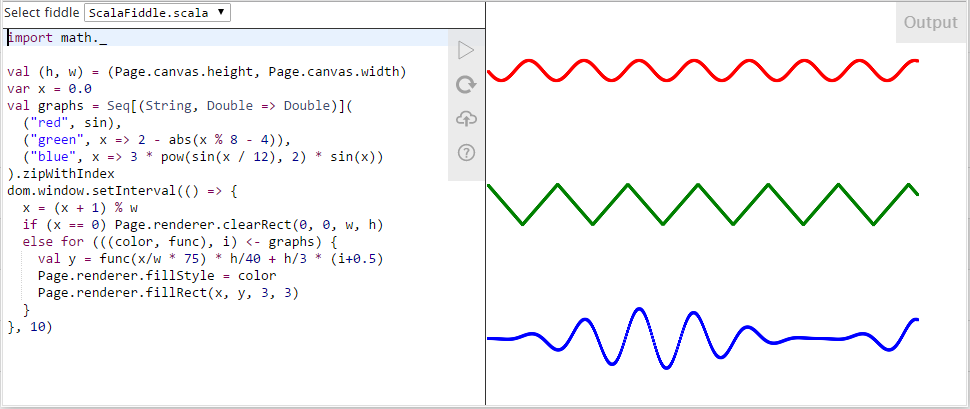 Select fiddle ScalaFiddle.scala
Output
import math._
val (h, w) = (Page.canvas.height, Page.canvas.width)
var x = 0.0
val graphs = Seq[(String, Double => Double)](
  ("red", sin),
  ("green", x => 2 - abs(x % 8 - 4)),
  ("blue", x => 3 * pow(sin(x / 12), 2) * sin(x))
).zipWithIndex
dom.window.setInterval(() => {
  x = (x + 1) % w
  if (x == 0) Page.renderer.clearRect(0, 0, w, h)
  else for (((color, func), i) <- graphs) {
    val y = func(x/w * 75) * h/40 + h/3 * (i+0.5)
    Page.renderer.fillStyle = color
    Page.renderer.fillRect(x, y, 3, 3)
  }
}, 10)